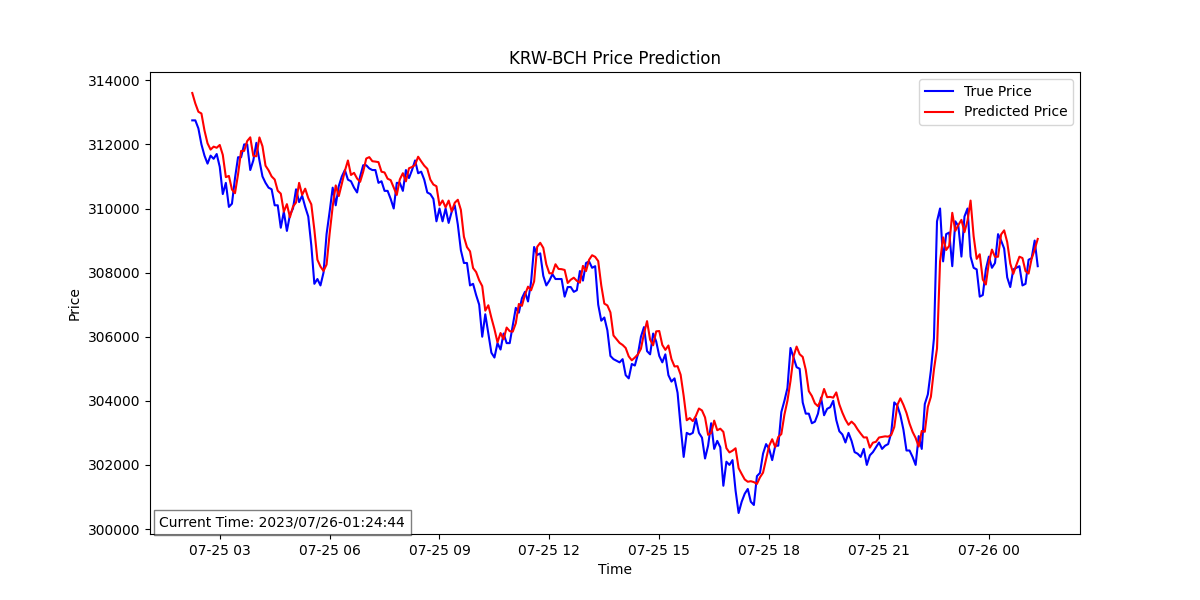 KRW-BCH Price Prediction
True Price
Predicted Price
Price
314000
312000
310000
308000
306000
304000
302000
300000
Current Time: 2023/07/26-01:24:44
07-25 03
07-25 06
07-25 09
07-25 12
07-25 15
07-25 18
07-25 21
07-26 00
Time